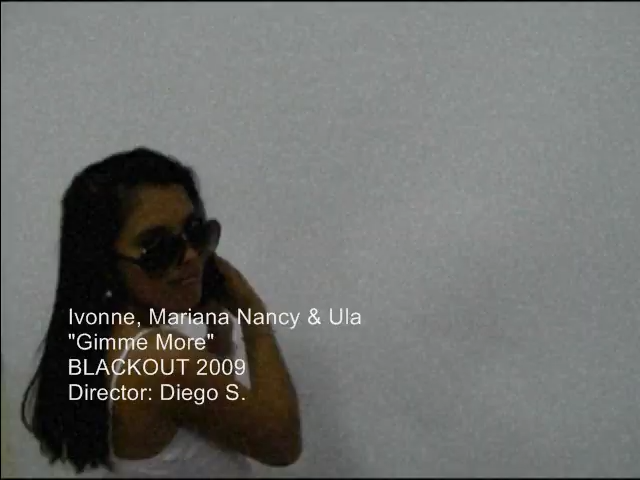 Ivonne, Mariana Nancy & Ula
"Gimme More"
BLACKOUT 2009
Director: Diego S.